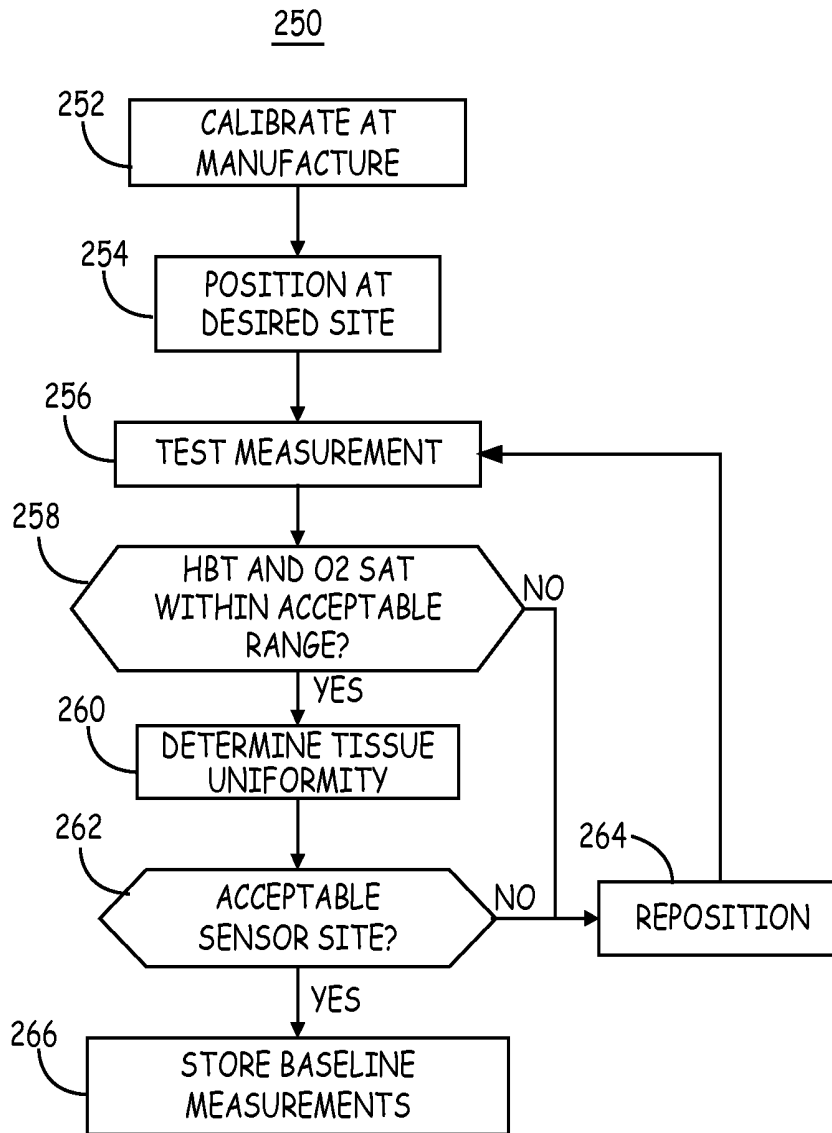 250
252
CALIBRATE AT
MANUFACTURE
254
POSITION AT
DESIRED SITE
256
TEST MEASUREMENT
258
HBT AND O2 SAT
WITHIN ACCEPTABLE
RANGE?
NO
YES
260
DETERMINE TISSUE
UNIFORMITY
262
ACCEPTABLE
SENSOR SITE?
NO
264
REPOSITION
YES
266
STORE BASELINE
MEASUREMENTS